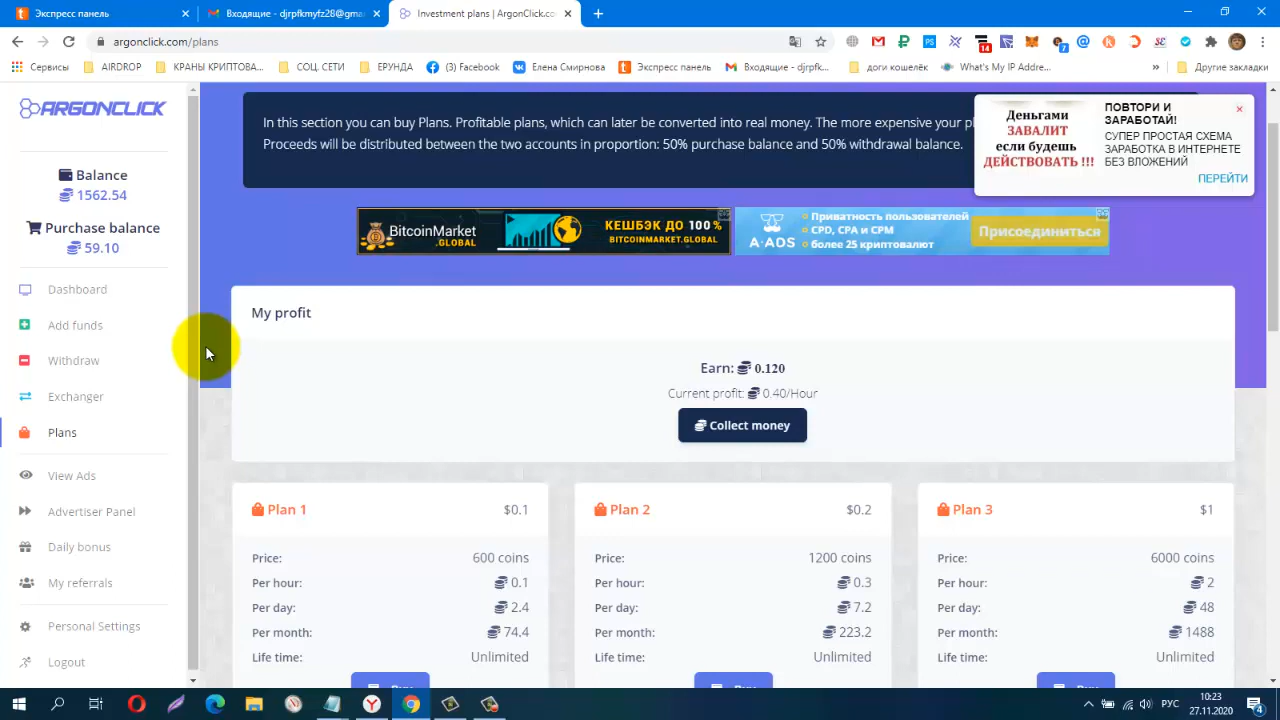 Экспресс панель
Входящие - djrpfkmyfz28@gma
Investment plans | ArgonClick.co
argonclick.com/plans
14
7
Сервисы
AIRDROP
КРАНЫ КРИПТОВА...
СОЦ. СЕТИ
ЕРУНДА
(3) Facebook
Елена Смирнова
Экспресс панель
Входящие - djrpfk...
доги кошелёк
What's My IP Addre...
»
Другие закладки
ARGONCLICK
Balance
1562.54
Purchase balance
59.10
Dashboard
Add funds
Withdraw
Exchanger
Plans
View Ads
Advertiser Panel
Daily bonus
My referrals
Personal Settings
Logout
In this section you can buy Plans. Profitable plans, which can later be converted into real money. The more expensive your pl
Proceeds will be distributed between the two accounts in proportion: 50% purchase balance and 50% withdrawal balance.
Деньгами
ЗАВАЛИТ
если будешь
ДЕЙСТВОВАТЬ !!!
ПОВТОРИ И
ЗАРАБОТАЙ!
СУПЕР ПРОСТАЯ СХЕМА
ЗАРАБОТКА В ИНТЕРНЕТЕ
БЕЗ ВЛОЖЕНИЙ
ПЕРЕЙТИ
BitcoinMarket
.GLOBAL
КЕШБЭК ДО 100%
BITCOINMARKET.GLOBAL
A-ADS
Приватность пользователей
CPD, CPA и CPM
более 25 криптовалют
Присоединиться
My profit
Earn: 0.120
Current profit: 0.40/Hour
Collect money
Plan 1 $0.1
Price: 600 coins
Per hour: 0.1
Per day: 2.4
Per month: 74.4
Life time: Unlimited
Plan 2 $0.2
Price: 1200 coins
Per hour: 0.3
Per day: 7.2
Per month: 223.2
Life time: Unlimited
Plan 3 $1
Price: 6000 coins
Per hour: 2
Per day: 48
Per month: 1488
Life time: Unlimited
РУС
10:23
27.11.2020
4